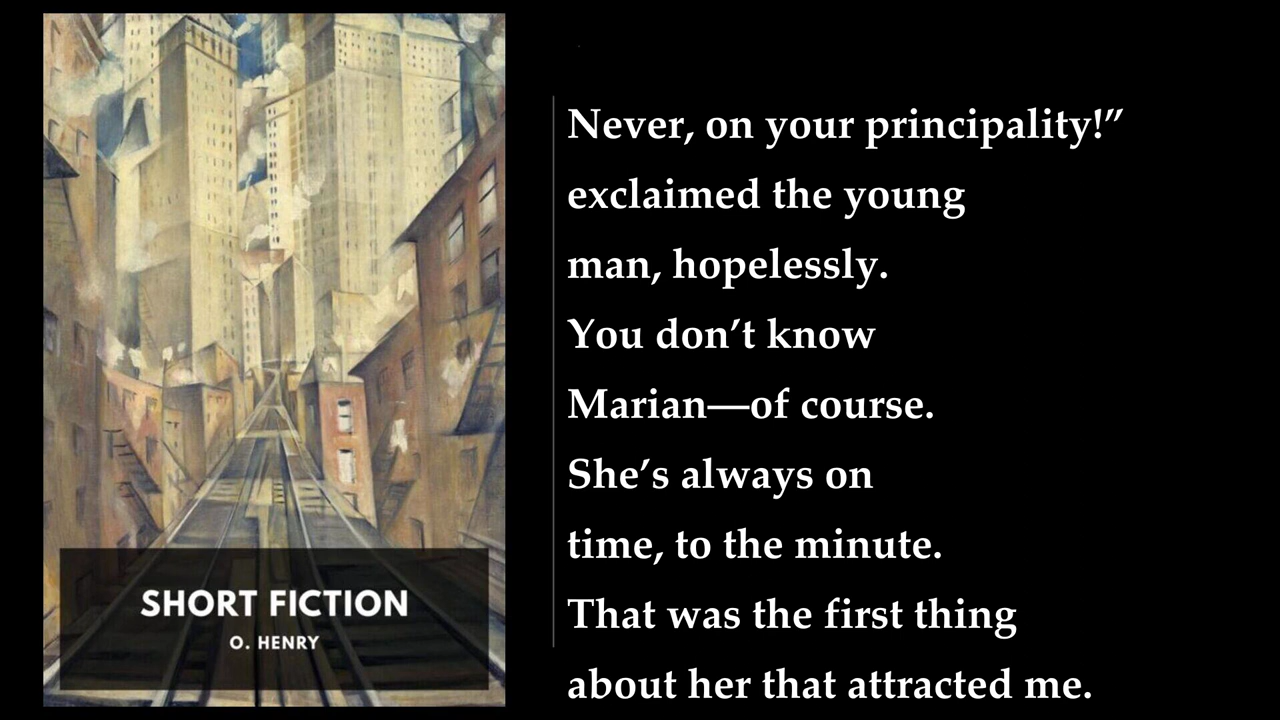 SHORT FICTION
O. HENRY
Never, on your principality!”
exclaimed the young
man, hopelessly.
You don’t know
Marian—of course.
She’s always on
time, to the minute.
That was the first thing
about her that attracted me.